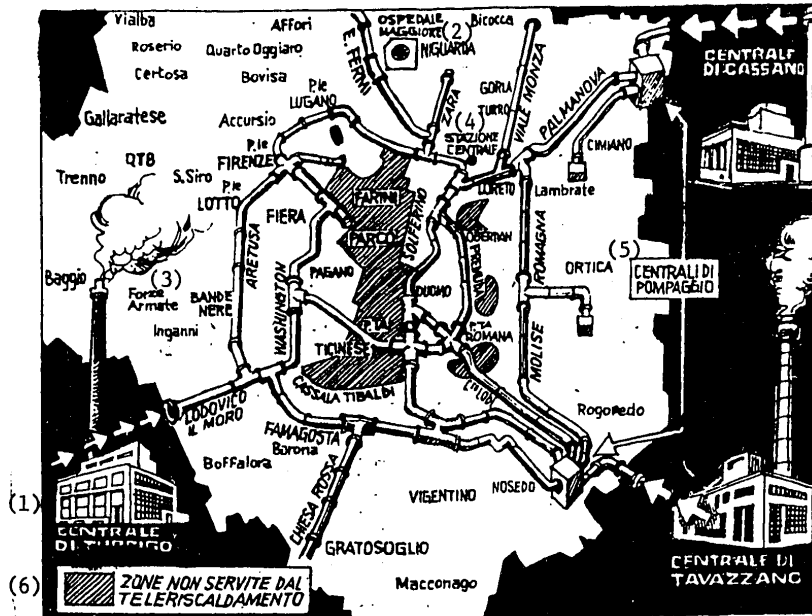 Vialba
Affori
OSPEDALE
MAGGIORE
(2)
NIGUARDA
Bicocca
Roserio
Quarto Oggiaro
E. FERMI
CENTRALE
DI CASSANO
Certosa
Bovisa
P.le
LUGANO
ZARA
GORLA
TURRO
VIALE MONZA
PALMANOVA
Gallaratese
Accursio
(4)
STAZIONE
CENTRALE
CIMIANO
P.le
FIRENZE
QT8
Trenno
S. Siro
P.le
LOTTO
LORETO
Lambrate
FARINI
FIERA
PARCO
SOLFERINO
ARETUSA
ROMAGNA
ORTICA
(5)
CENTRALI DI
POMPAGGIO
Baggio
(3)
Forze
Armate
PAGANO
BANDE
NERE
DUOMO
Inganni
WASHINGTON
P.TA
TICINESE
P.TA
ROMANA
MOLISE
CASSALA TIBALDI
LODOVICO
IL MORO
Rogoredo
FAMAGOSTA
Barona
Boffalora
CHIESA ROSSA
VIGENTINO
NOSEDO
(1)
CENTRALE
DI TURBIGO
GRATOSOGLIO
CENTRALE DI
TAVAZZANO
Macconago
(6)
ZONE NON SERVITE DAL
TELERISCALDAMENTO